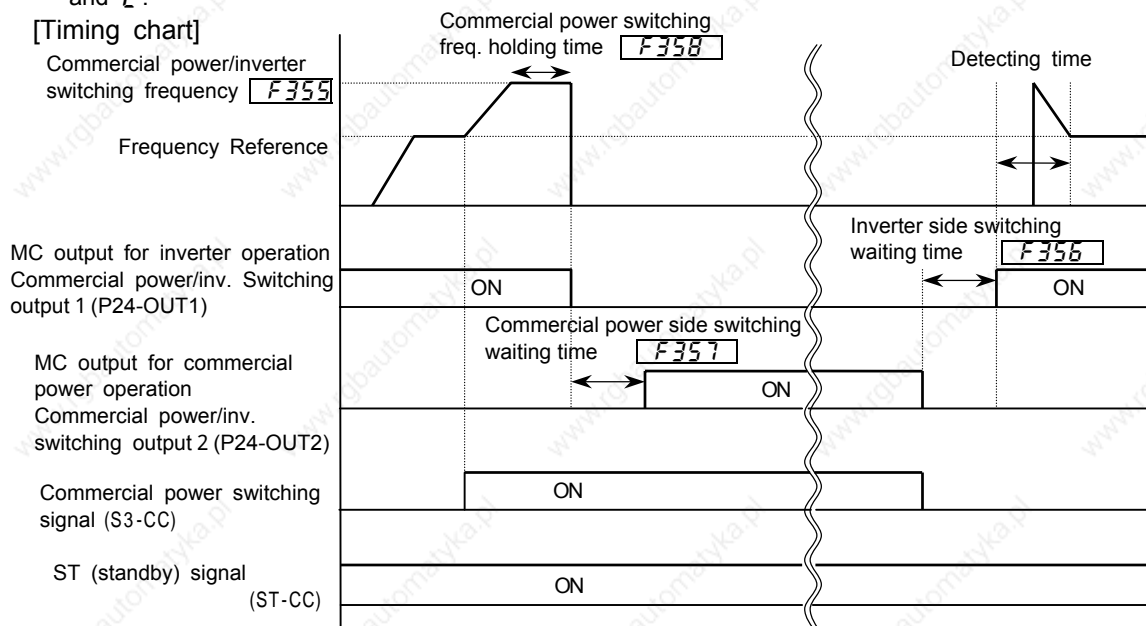 and L .
[Timing chart]
Commercial power switching
freq. holding time F358
Commercial power/inverter
switching frequency F355
Detecting time
Frequency Reference
Inverter side switching
waiting time F356
MC output for inverter operation
Commercial power/inv. Switching
output 1 (P24-OUT1)
ON
ON
Commercial power side switching
waiting time F357
MC output for commercial
power operation
Commercial power/inv.
switching output 2 (P24-OUT2)
ON
Commercial power switching
signal (S3-CC)
ON
ST (standby) signal
(ST-CC)
ON
www.rgbautomatyka.pl